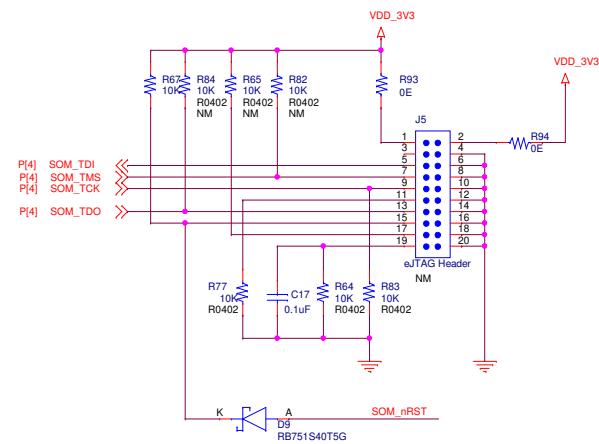 VDD_3V3
VDD_3V3
R67
10K
R84
10K
R0402
NM
R65
10K
R0402
NM
R82
10K
R0402
NM
R93
0E
R94
0E
J5
1
2
3
4
5
6
7
8
9
10
11
12
13
14
15
16
17
18
19
20
eJTAG Header
NM
P[4] SOM_TDI
P[4] SOM_TMS
P[4] SOM_TCK
P[4] SOM_TDO
R77
10K
R0402
C17
0.1uF
R64
10K
R0402
R83
10K
R0402
K
A
SOM_nRST
D9
RB751S40T5G